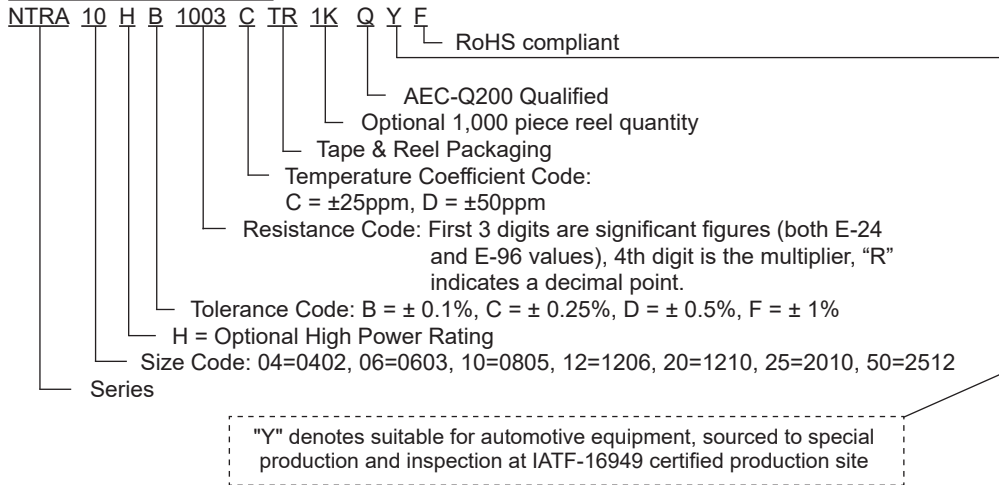 NTRA 10 H B 1003 C TR 1K Q Y F
RoHS compliant
AEC-Q200 Qualified
Optional 1,000 piece reel quantity
Tape & Reel Packaging
Temperature Coefficient Code:
C = ±25ppm, D = ±50ppm
Resistance Code: First 3 digits are significant figures (both E-24
and E-96 values), 4th digit is the multiplier, “R”
indicates a decimal point.
Tolerance Code: B = ± 0.1%, C = ± 0.25%, D = ± 0.5%, F = ± 1%
H = Optional High Power Rating
Size Code: 04=0402, 06=0603, 10=0805, 12=1206, 20=1210, 25=2010, 50=2512
Series
"Y" denotes suitable for automotive equipment, sourced to special
production and inspection at IATF-16949 certified production site